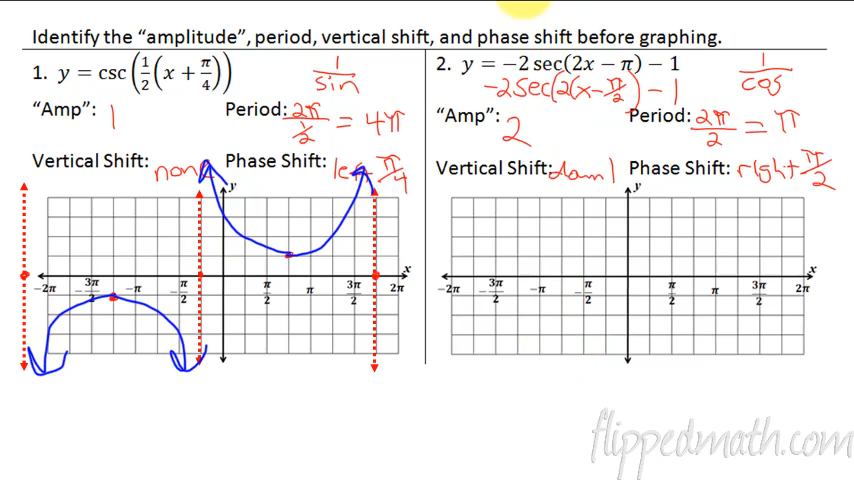 Identify the “amplitude”, period, vertical shift, and phase shift before graphing.
1. y = csc(1/2(x + π/4))
1/sin
“Amp”: 1
Period: 2π/(1/2) = 4π
Vertical Shift: none
Phase Shift: left π/4
y
x
−2π −3π/2 −π −π/2 π/2 π 3π/2 2π
2. y = −2 sec(2x − π) − 1
1/cos
−2sec(2(x−π/2) − 1
“Amp”: 2
Period: 2π/2 = π
Vertical Shift: down 1
Phase Shift: right π/2
y
x
−2π −3π/2 −π −π/2 π/2 π 3π/2 2π
flippedmath.com